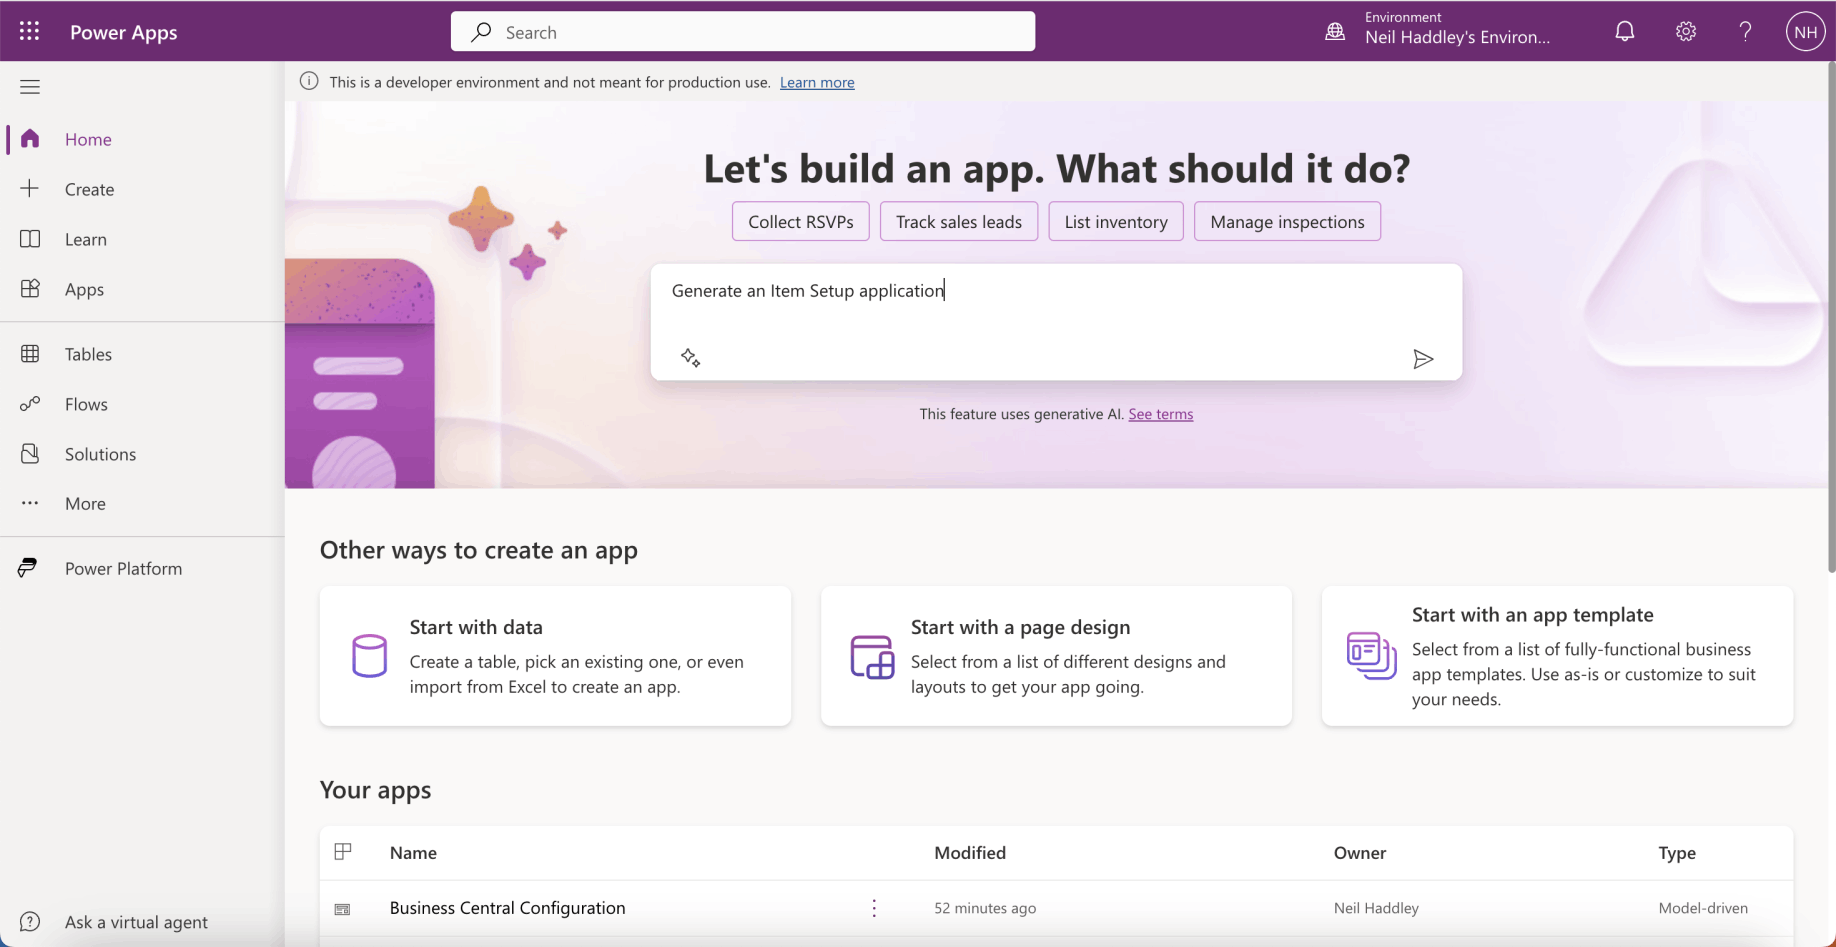 Power Apps
Search
Environment
Neil Haddley's Environ...
NH
This is a developer environment and not meant for production use. Learn more
Home
Create
Learn
Apps
Tables
Flows
Solutions
More
Power Platform
Ask a virtual agent
Let's build an app. What should it do?
Collect RSVPs
Track sales leads
List inventory
Manage inspections
Generate an Item Setup application
This feature uses generative AI. See terms
Other ways to create an app
Start with data
Create a table, pick an existing one, or even
import from Excel to create an app.
Start with a page design
Select from a list of different designs and
layouts to get your app going.
Start with an app template
Select from a list of fully-functional business
app templates. Use as-is or customize to suit
your needs.
Your apps
Name Modified Owner Type
Business Central Configuration 52 minutes ago Neil Haddley Model-driven